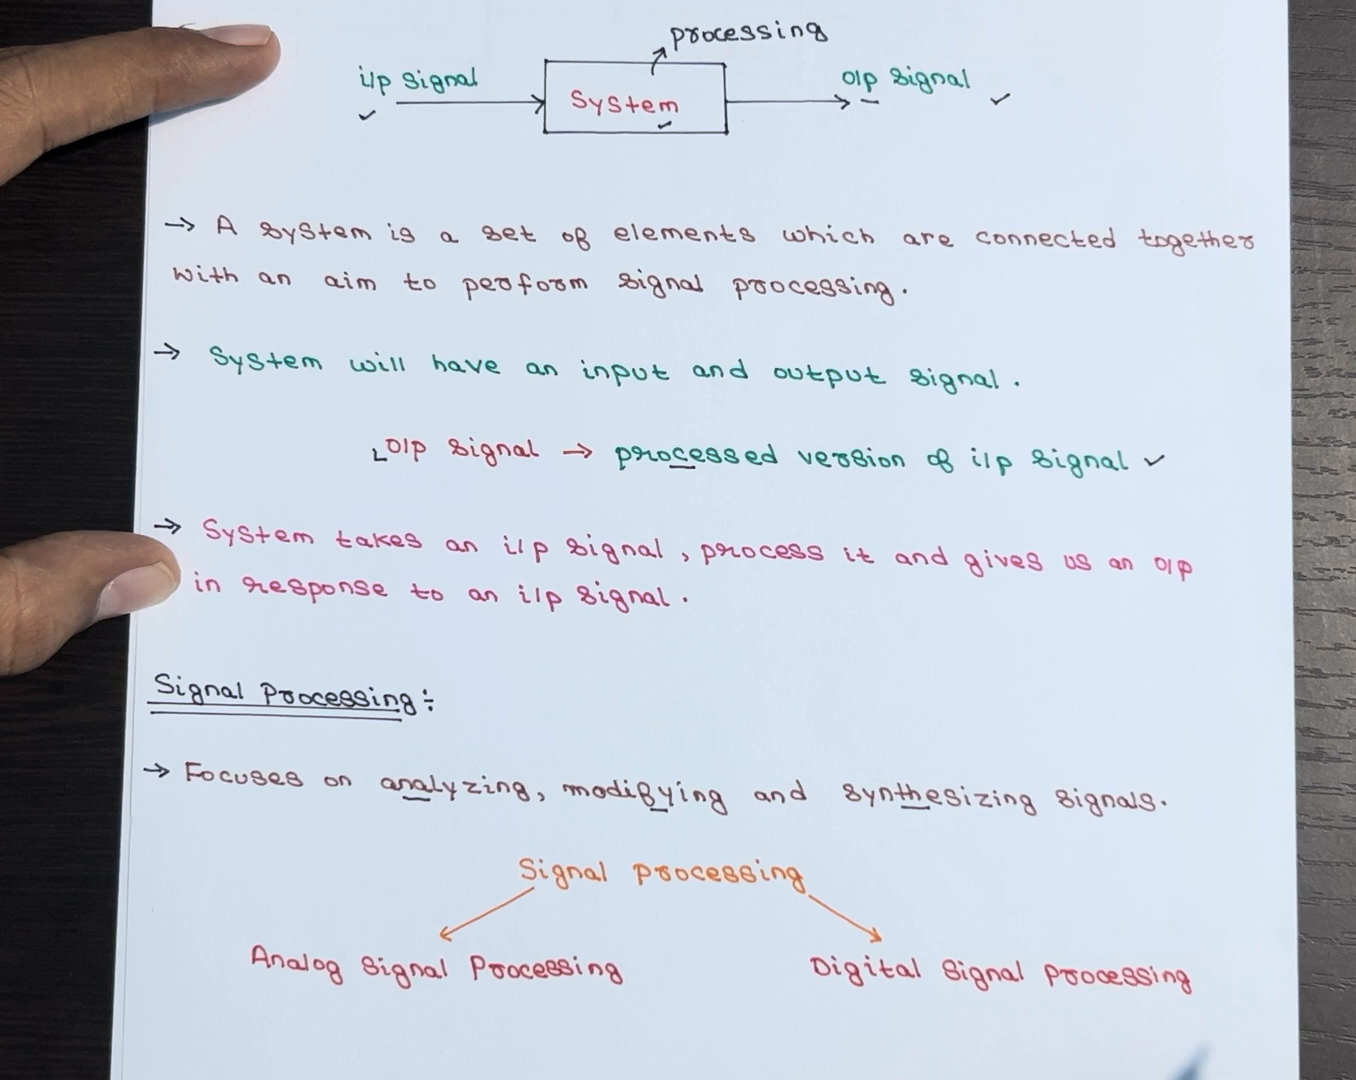 processing
i/p signal
System
o/p signal
→ A system is a set of elements which are connected together
with an aim to perform signal processing.
→ System will have an input and output signal.
o/p signal → processed version of i/p signal ✓
→ System takes an i/p signal, process it and gives us an o/p
in response to an i/p signal.
Signal Processing:
→ Focuses on analyzing, modifying and synthesizing signals.
Signal processing
Analog Signal Processing
Digital Signal processing